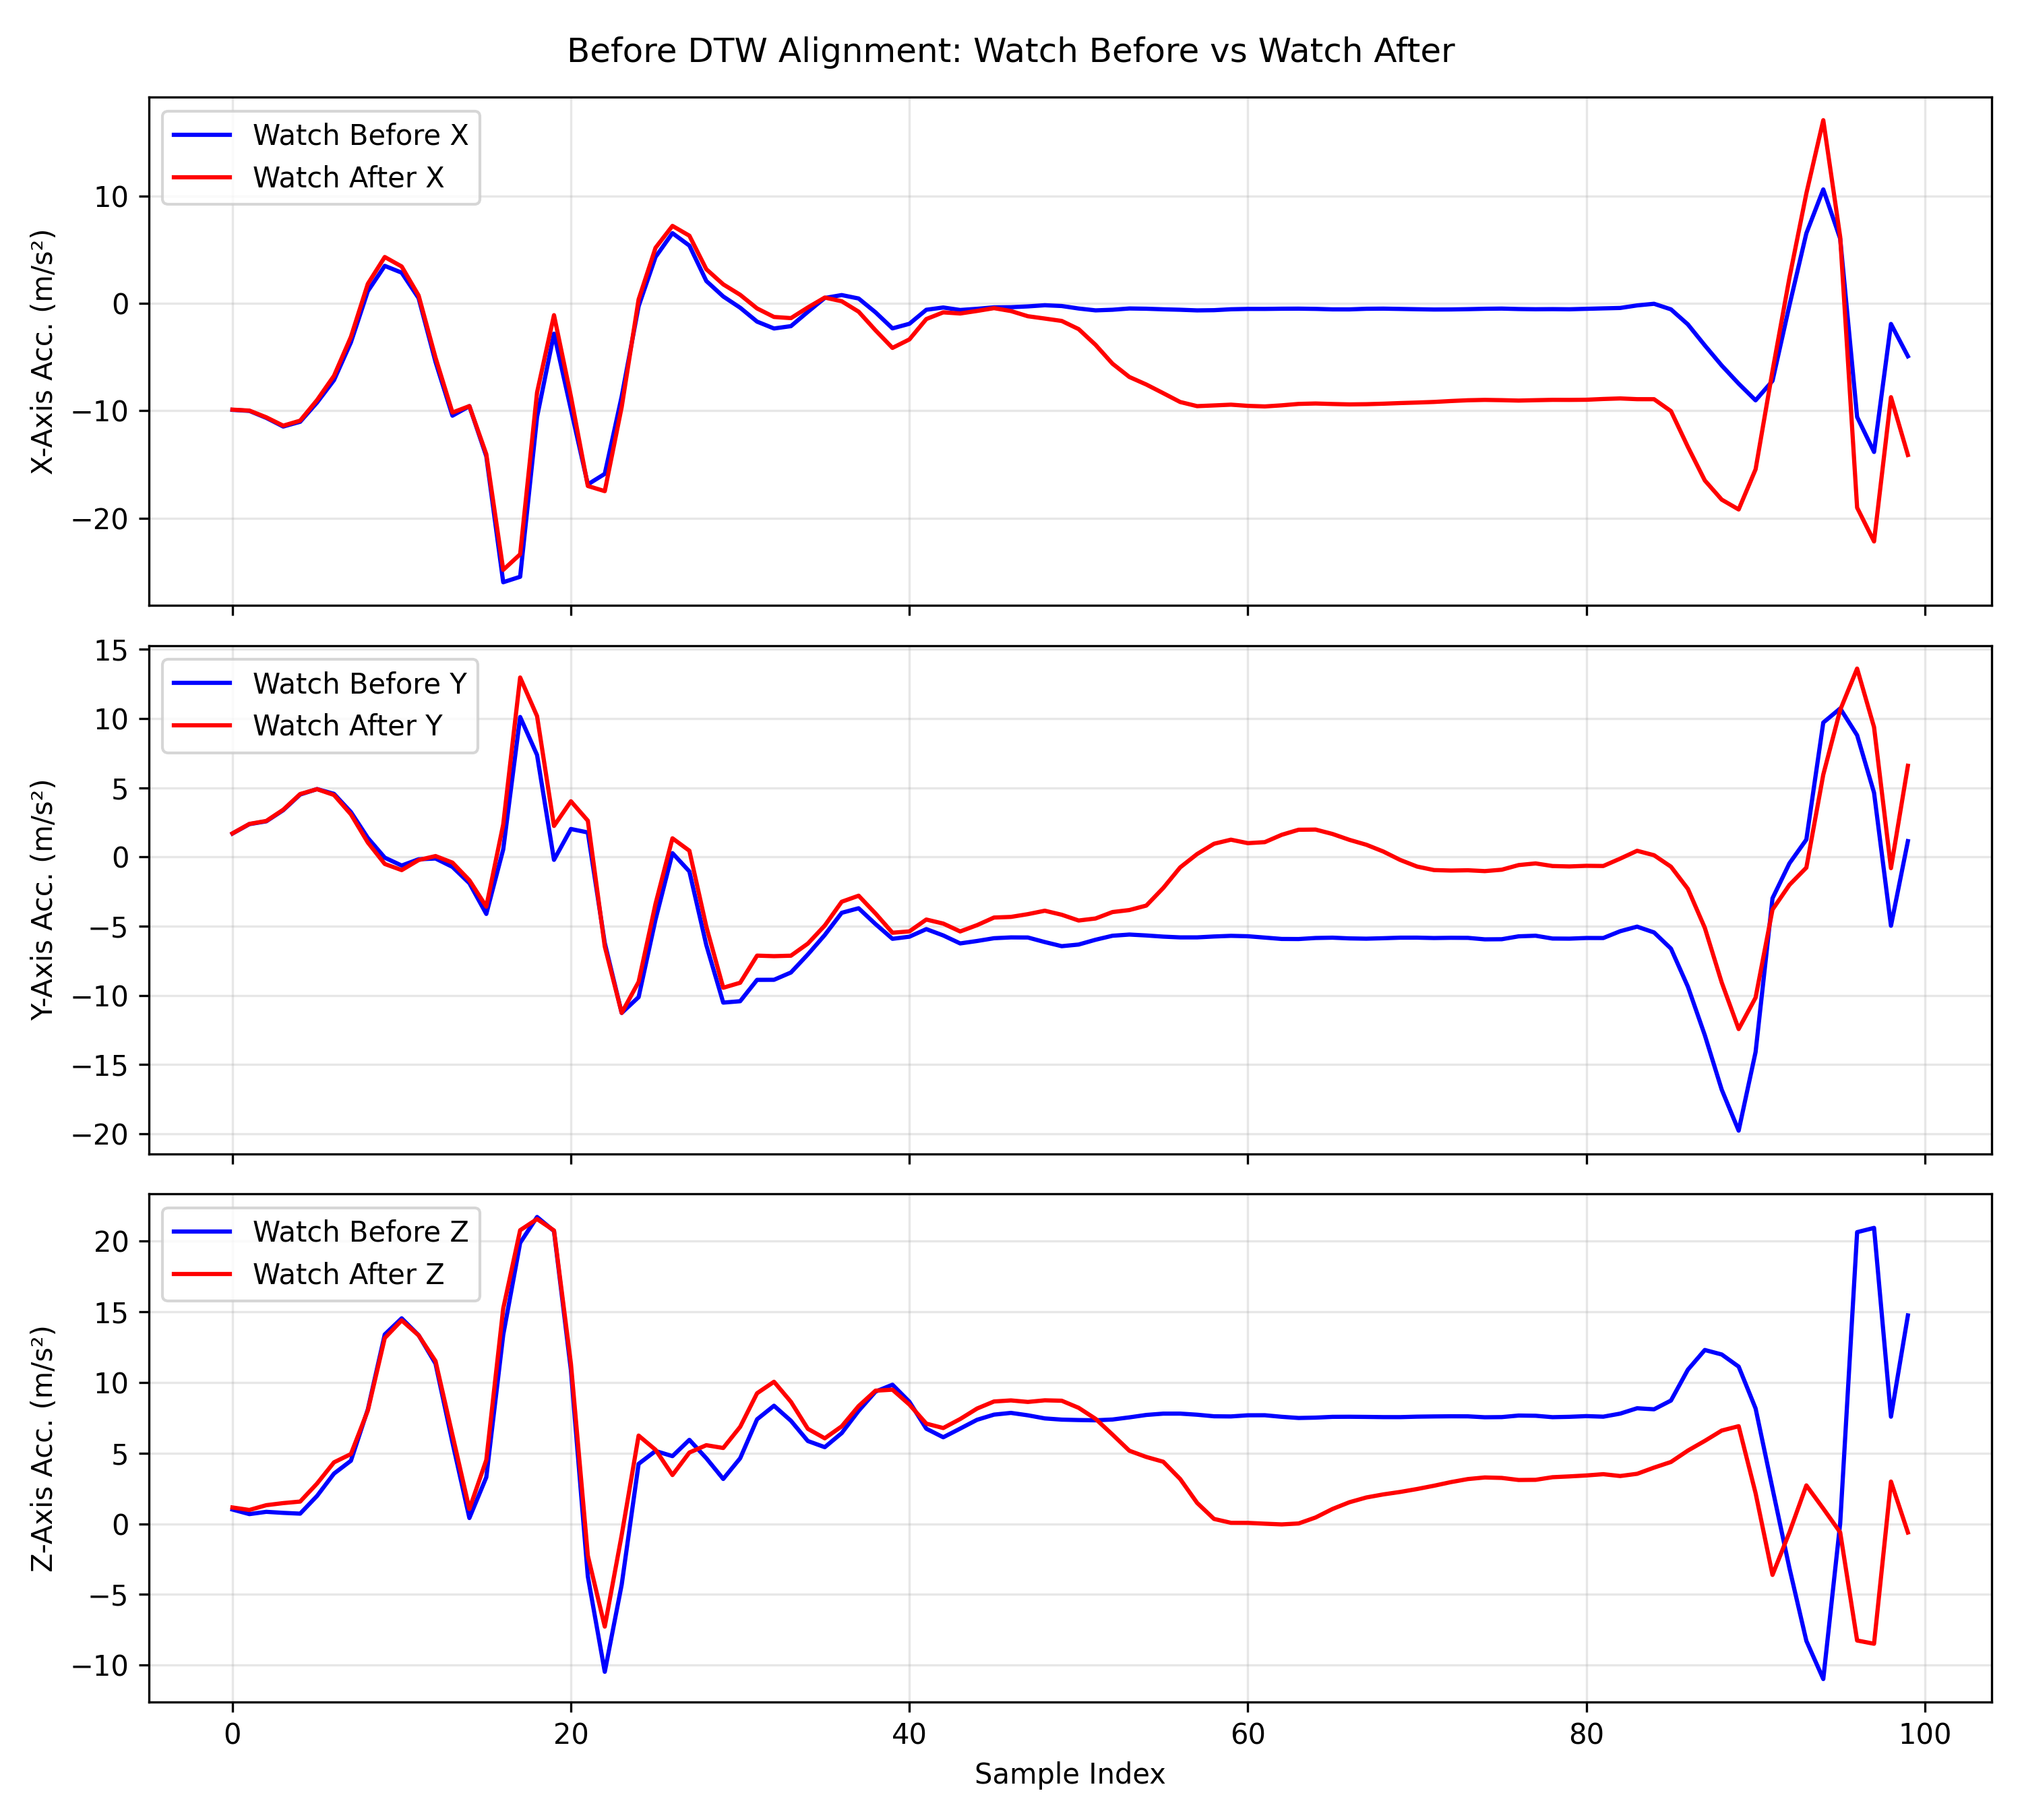 Before DTW Alignment: Watch Before vs Watch After
Watch Before X
Watch After X
X-Axis Acc. (m/s²)
10
0
−10
−20
Watch Before Y
Watch After Y
Y-Axis Acc. (m/s²)
15
10
5
0
−5
−10
−15
−20
Watch Before Z
Watch After Z
Z-Axis Acc. (m/s²)
20
15
10
5
0
−5
−10
0 20 40 60 80 100
Sample Index